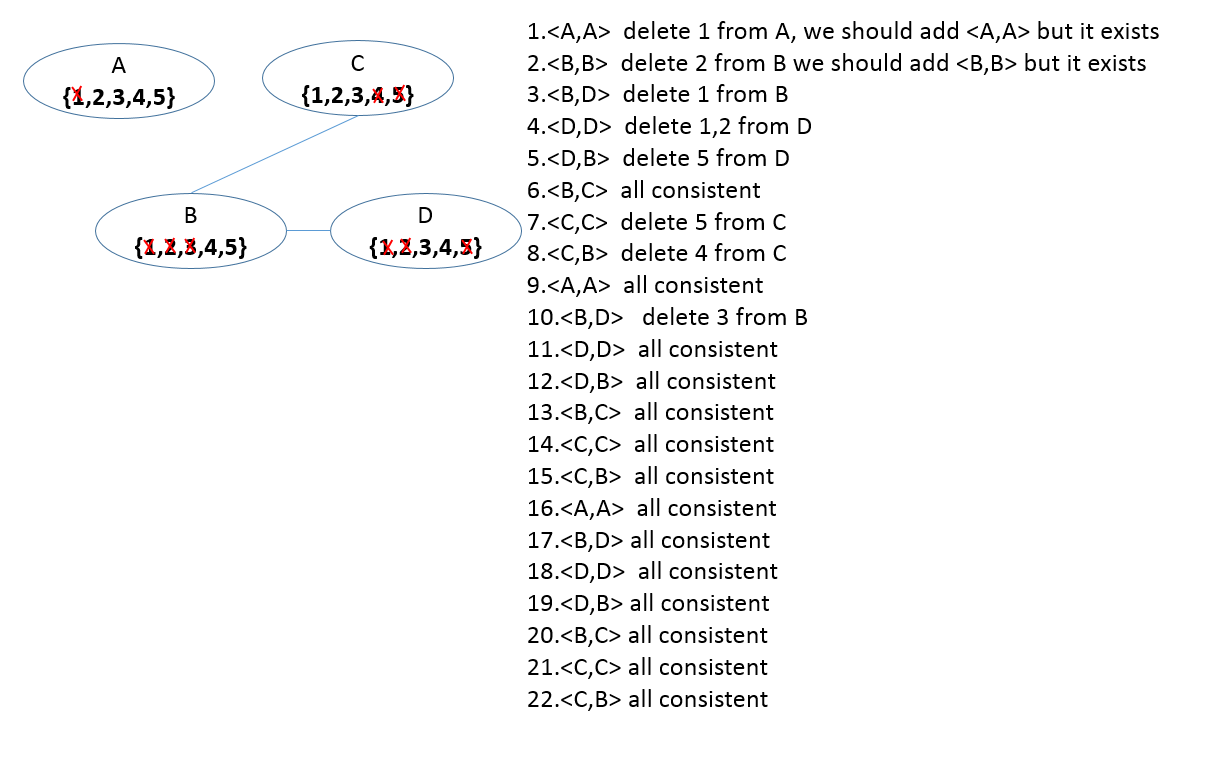 A
{1,2,3,4,5}
C
{1,2,3,4,5}
B
{1,2,3,4,5}
D
{1,2,3,4,5}
1.<A,A>  delete 1 from A, we should add <A,A> but it exists
2.<B,B>  delete 2 from B we should add <B,B> but it exists
3.<B,D>  delete 1 from B
4.<D,D>  delete 1,2 from D
5.<D,B>  delete 5 from D
6.<B,C>  all consistent
7.<C,C>  delete 5 from C
8.<C,B>  delete 4 from C
9.<A,A>  all consistent
10.<B,D>   delete 3 from B
11.<D,D>  all consistent
12.<D,B>  all consistent
13.<B,C>  all consistent
14.<C,C>  all consistent
15.<C,B>  all consistent
16.<A,A>  all consistent
17.<B,D> all consistent
18.<D,D>  all consistent
19.<D,B> all consistent
20.<B,C> all consistent
21.<C,C> all consistent
22.<C,B> all consistent